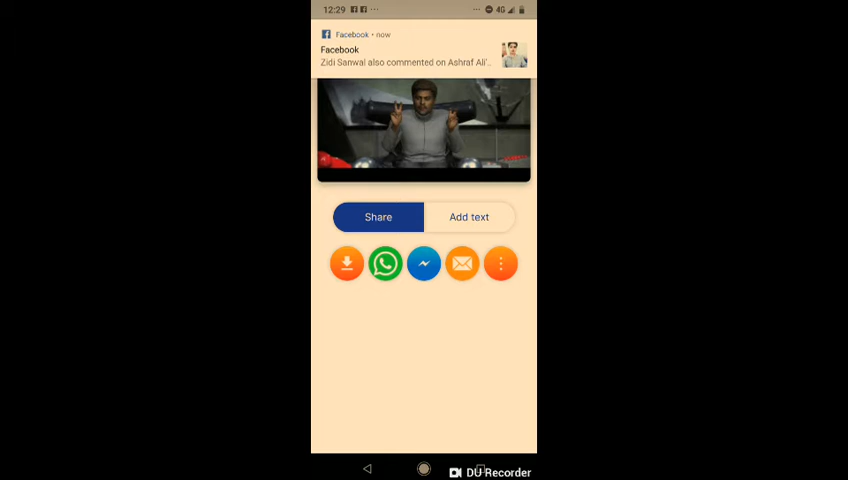 12:29
4G
Facebook • now
Facebook
Zidi Sanwal also commented on Ashraf Ali'..
Share
Add text
DU Recorder